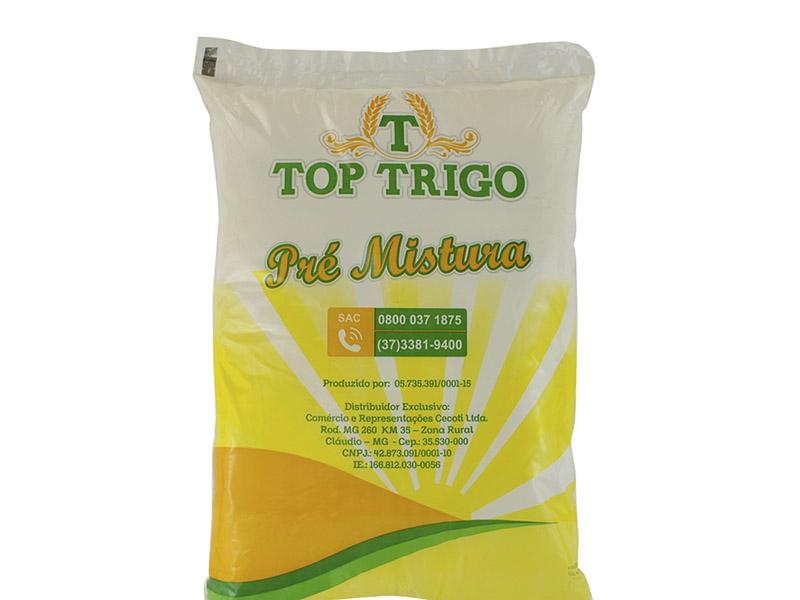 T
TOP TRIGO
Pré Mistura
SAC
0800 037 1875
(37)3381-9400
Produzido por: 05.735.391/0001-15
Distribuidor Exclusivo:
Comércio e Representações Cecoti Ltda.
Rod. MG 260 KM 35 – Zona Rural
Cláudio – MG - Cep.: 35.530-000
CNPJ.: 42.873.091/0001-10
IE.: 166.812.030-0056